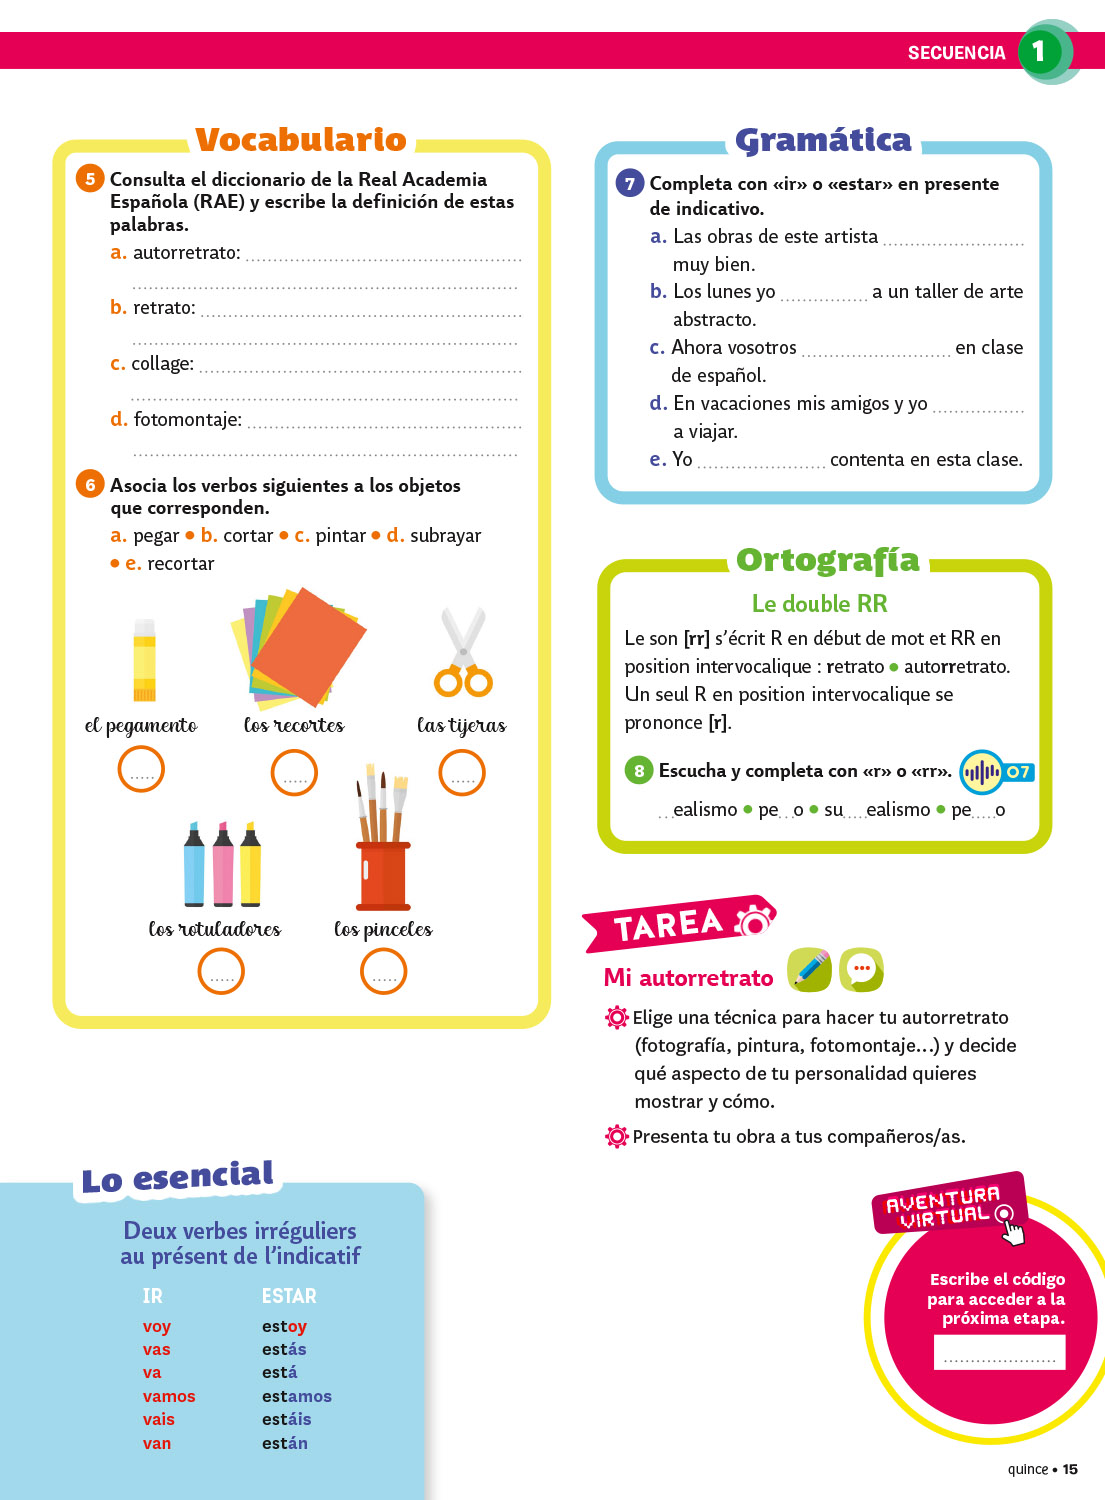 SECUENCIA 1
Vocabulario
5 Consulta el diccionario de la Real Academia
Española (RAE) y escribe la definición de estas
palabras.
a. autorretrato: ....................
....................
b. retrato: ....................
....................
c. collage: ....................
....................
d. fotomontaje: ....................
....................
6 Asocia los verbos siguientes a los objetos
que corresponden.
a. pegar • b. cortar • c. pintar • d. subrayar
• e. recortar
el pegamento los recortes las tijeras
..... ..... .....
los rotuladores los pinceles
..... .....
Gramática
7 Completa con «ir» o «estar» en presente
de indicativo.
a. Las obras de este artista ....................
muy bien.
b. Los lunes yo ................ a un taller de arte
abstracto.
c. Ahora vosotros .................... en clase
de español.
d. En vacaciones mis amigos y yo ................
a viajar.
e. Yo .................... contenta en esta clase.
Ortografía
Le double RR
Le son [rr] s’écrit R en début de mot et RR en
position intervocalique : retrato • autorretrato.
Un seul R en position intervocalique se
prononce [r].
8 Escucha y completa con «r» o «rr». 07
...ealismo • pe...o • su.....ealismo • pe.....o
TAREA
Mi autorretrato
Elige una técnica para hacer tu autorretrato
(fotografía, pintura, fotomontaje...) y decide
qué aspecto de tu personalidad quieres
mostrar y cómo.
Presenta tu obra a tus compañeros/as.
Lo esencial
Deux verbes irréguliers
au présent de l’indicatif
IR ESTAR
voy estoy
vas estás
va está
vamos estamos
vais estáis
van están
AVENTURA
VIRTUAL
Escribe el código
para acceder a la
próxima etapa.
.....................
quince • 15